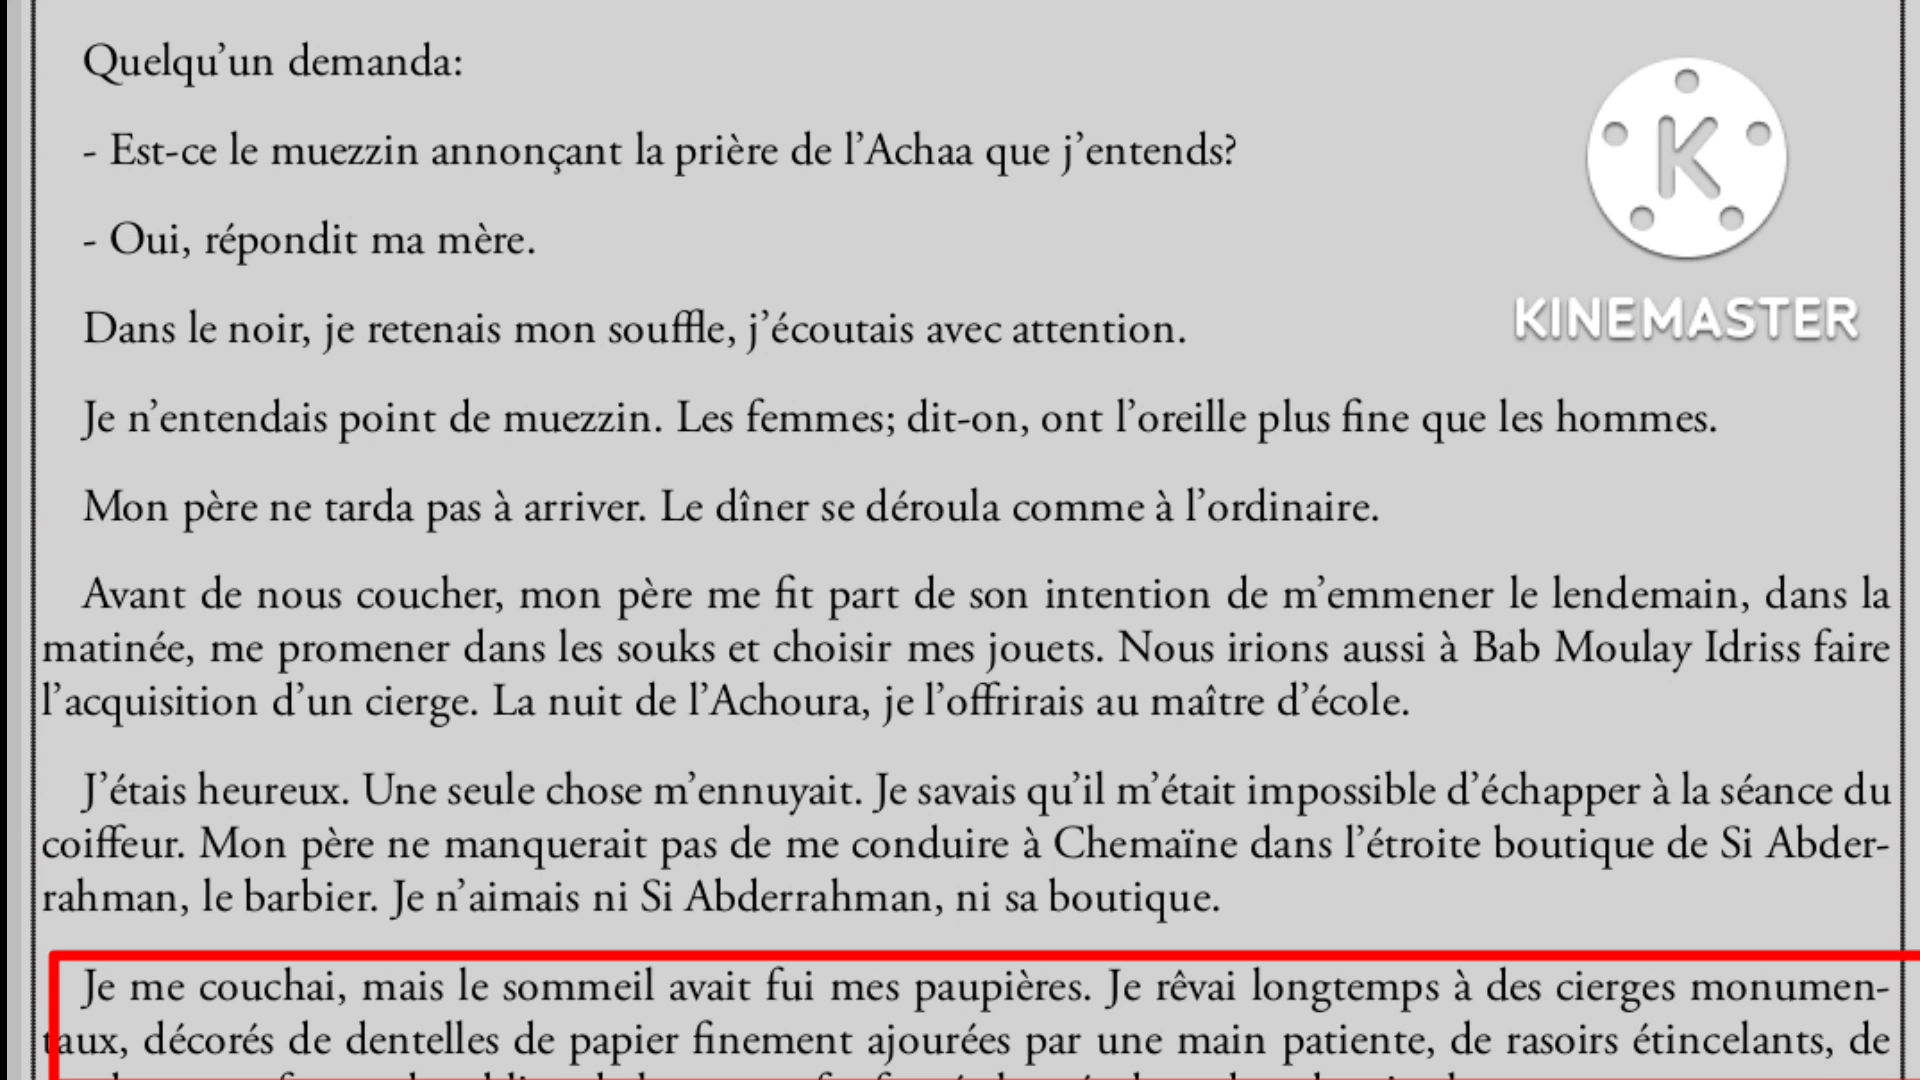 Quelqu’un demanda:
- Est-ce le muezzin annonçant la prière de l’Achaa que j’entends?
- Oui, répondit ma mère.
Dans le noir, je retenais mon souffle, j’écoutais avec attention.
Je n’entendais point de muezzin. Les femmes; dit-on, ont l’oreille plus fine que les hommes.
Mon père ne tarda pas à arriver. Le dîner se déroula comme à l’ordinaire.
Avant de nous coucher, mon père me fit part de son intention de m’emmener le lendemain, dans la
matinée, me promener dans les souks et choisir mes jouets. Nous irions aussi à Bab Moulay Idriss faire
l’acquisition d’un cierge. La nuit de l’Achoura, je l’offrirais au maître d’école.
J’étais heureux. Une seule chose m’ennuyait. Je savais qu’il m’était impossible d’échapper à la séance du
coiffeur. Mon père ne manquerait pas de me conduire à Chemaïne dans l’étroite boutique de Si Abder-
rahman, le barbier. Je n’aimais ni Si Abderrahman, ni sa boutique.
Je me couchai, mais le sommeil avait fui mes paupières. Je rêvai longtemps à des cierges monumen-
taux, décorés de dentelles de papier finement ajourées par une main patiente, de rasoirs étincelants, de
K
KINEMASTER